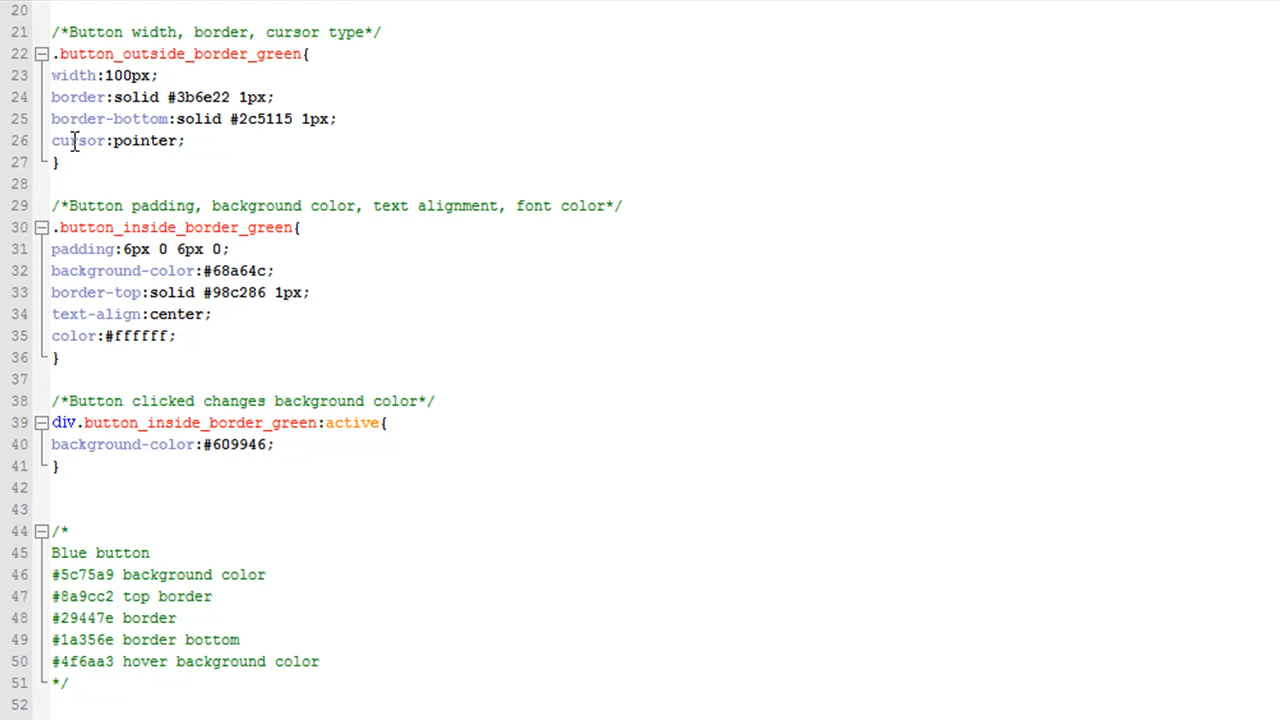 20
21 /*Button width, border, cursor type*/
22 .button_outside_border_green{
23 width:100px;
24 border:solid #3b6e22 1px;
25 border-bottom:solid #2c5115 1px;
26 cursor:pointer;
27 }
28
29 /*Button padding, background color, text alignment, font color*/
30 .button_inside_border_green{
31 padding:6px 0 6px 0;
32 background-color:#68a64c;
33 border-top:solid #98c286 1px;
34 text-align:center;
35 color:#ffffff;
36 }
37
38 /*Button clicked changes background color*/
39 div.button_inside_border_green:active{
40 background-color:#609946;
41 }
42
43
44 /*
45 Blue button
46 #5c75a9 background color
47 #8a9cc2 top border
48 #29447e border
49 #1a356e border bottom
50 #4f6aa3 hover background color
51 */
52